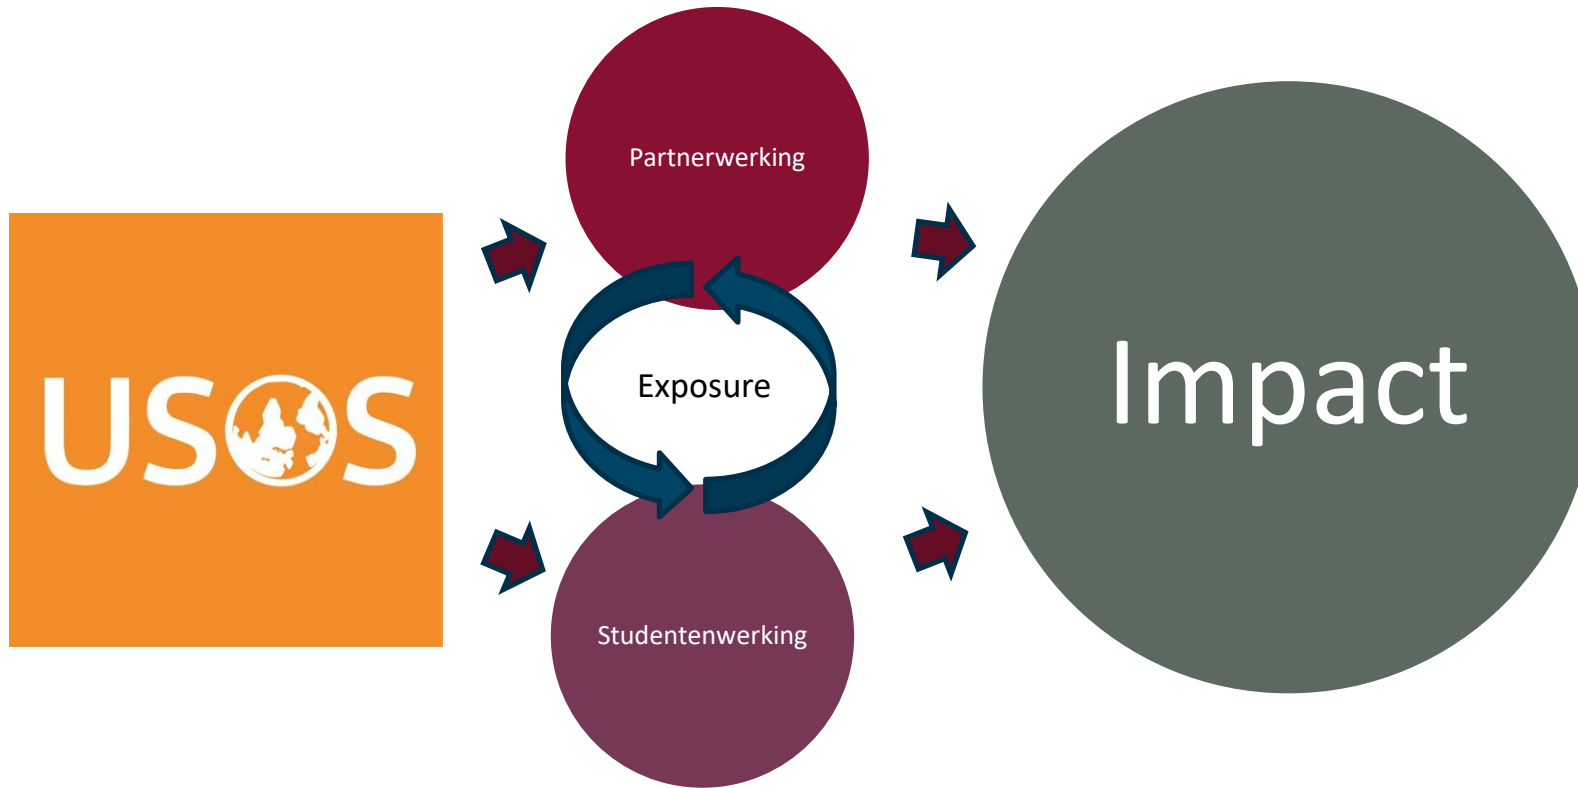 USOS
Partnerwerking
Exposure
Studentenwerking
Impact